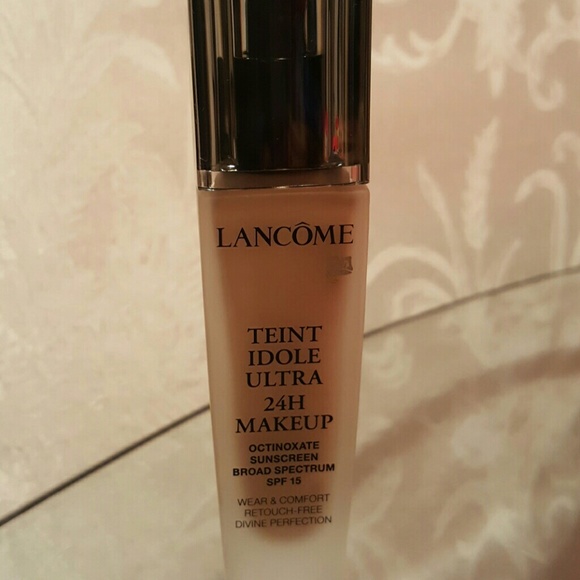 LANCÔME
TEINT
IDOLE
ULTRA
24H
MAKEUP
OCTINOXATE
SUNSCREEN
BROAD SPECTRUM
SPF 15
WEAR & COMFORT
RETOUCH-FREE
DIVINE PERFECTION